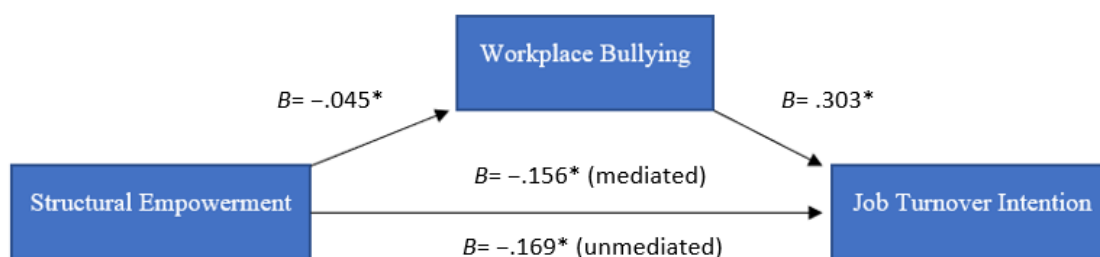 Workplace Bullying
B= −.045*
B= .303*
B= −.156* (mediated)
Structural Empowerment
Job Turnover Intention
B= −.169* (unmediated)